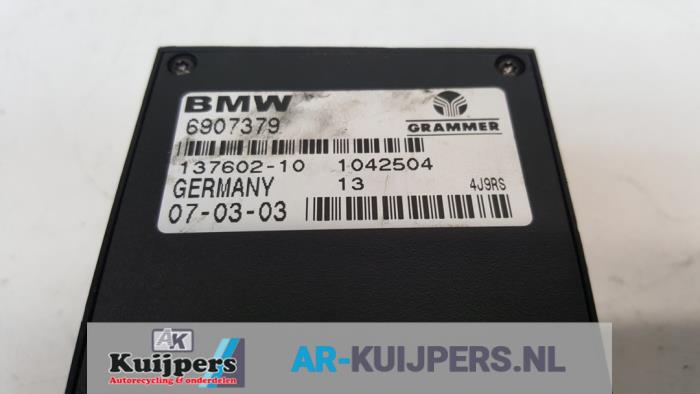 BMW
6907379
GRAMMER
137602-10 1042504
GERMANY 13 4J9RS
07-03-03
AK
Kuijpers
Autorecycling & onderdelen
AR-KUIJPERS.NL